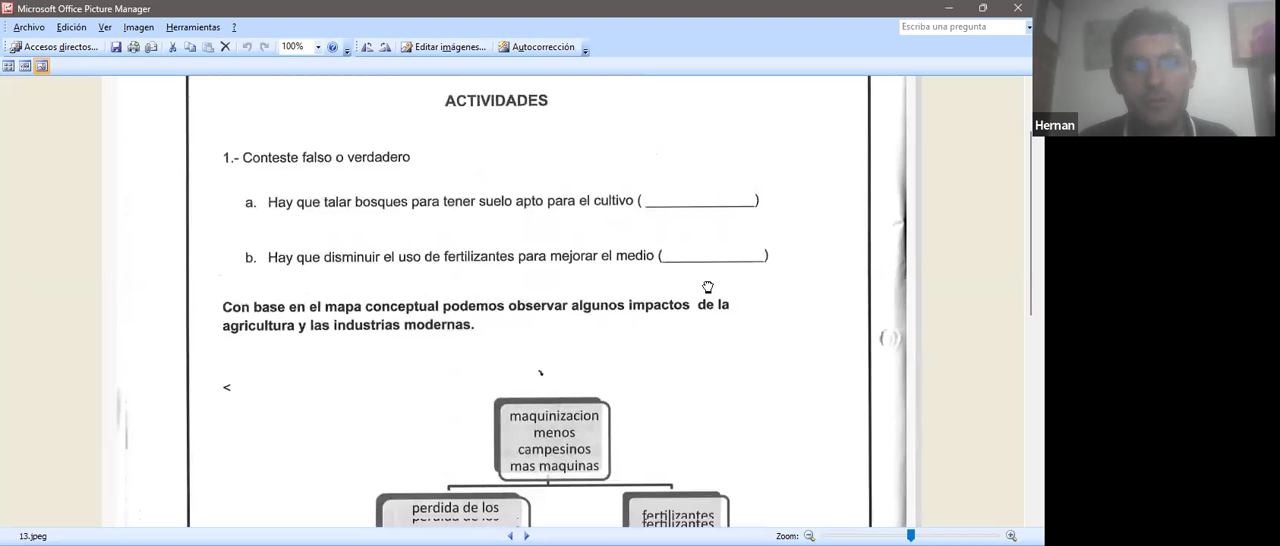 Microsoft Office Picture Manager
Archivo Edición Ver Imagen Herramientas
Escriba una pregunta
Accesos directos... 100% Editar imágenes... Autocorrección
Hernan
ACTIVIDADES
1.- Conteste falso o verdadero
a. Hay que talar bosques para tener suelo apto para el cultivo ( ____________)
b. Hay que disminuir el uso de fertilizantes para mejorar el medio (____________)
Con base en el mapa conceptual podemos observar algunos impactos de la
agricultura y las industrias modernas.
<
maquinizacion
menos
campesinos
mas maquinas
perdida de los
fertilizantes
13.jpeg
Zoom: